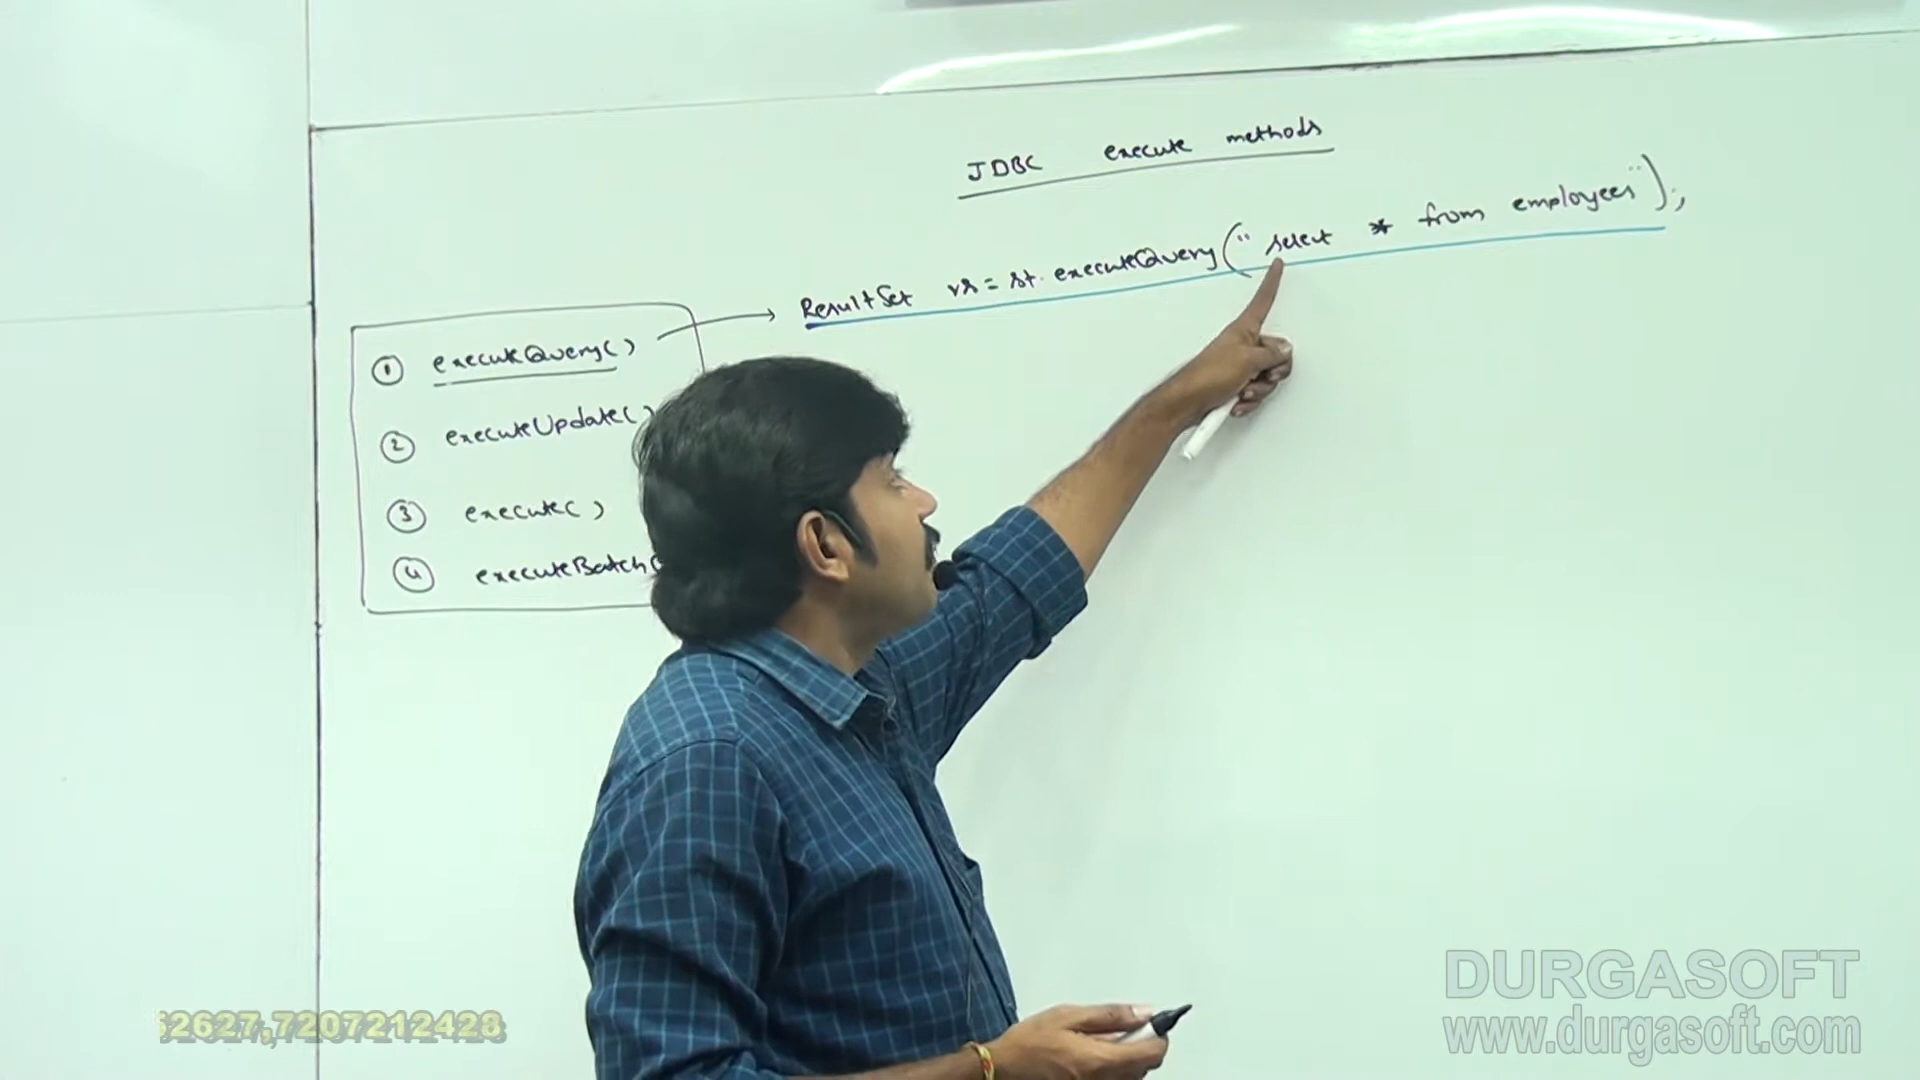 JDBC execute methods
ResultSet rs = st.executeQuery("select * from employees");
① executeQuery()
② executeUpdate()
③ execute()
④ executeBatch(
62627,7207212428
DURGASOFT
www.durgasoft.com